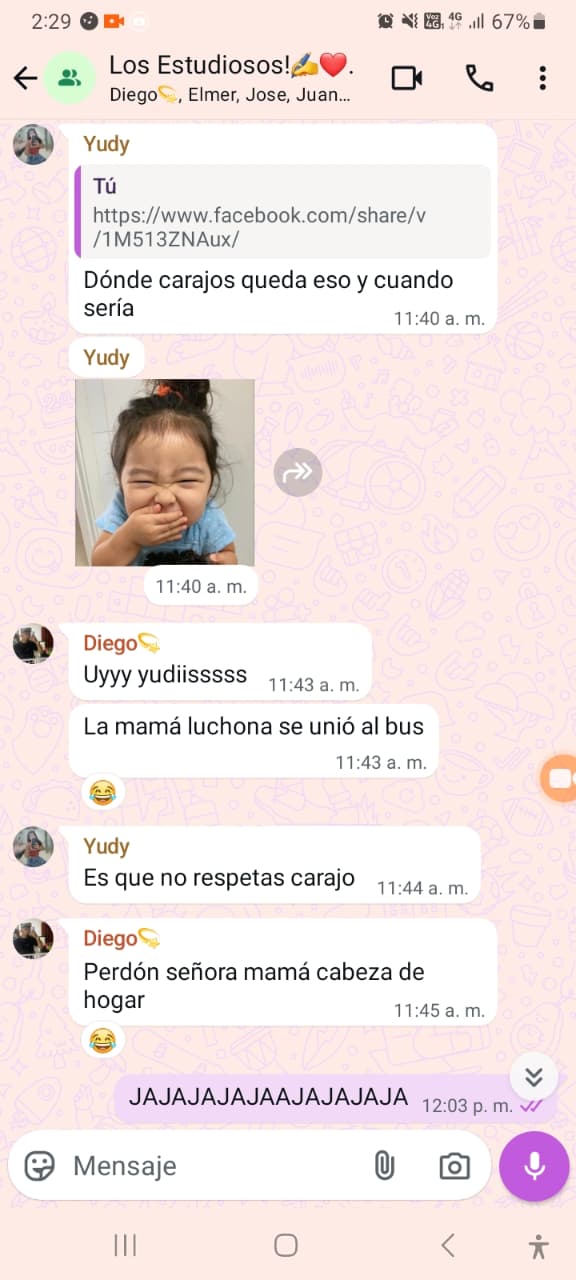 2:29
Voz 4G 4G 67%
Los Estudiosos!✍️❤️.
Diego💫, Elmer, Jose, Juan...
Yudy
Tú
https://www.facebook.com/share/v
/1M513ZNAux/
Dónde carajos queda eso y cuando
sería
11:40 a. m.
Yudy
11:40 a. m.
Diego💫
Uyyy yudiisssss
11:43 a. m.
La mamá luchona se unió al bus
11:43 a. m.
😂
Yudy
Es que no respetas carajo
11:44 a. m.
Diego💫
Perdón señora mamá cabeza de
hogar
11:45 a. m.
😂
JAJAJAJAJAAJAJAJAJA
12:03 p. m.
Mensaje